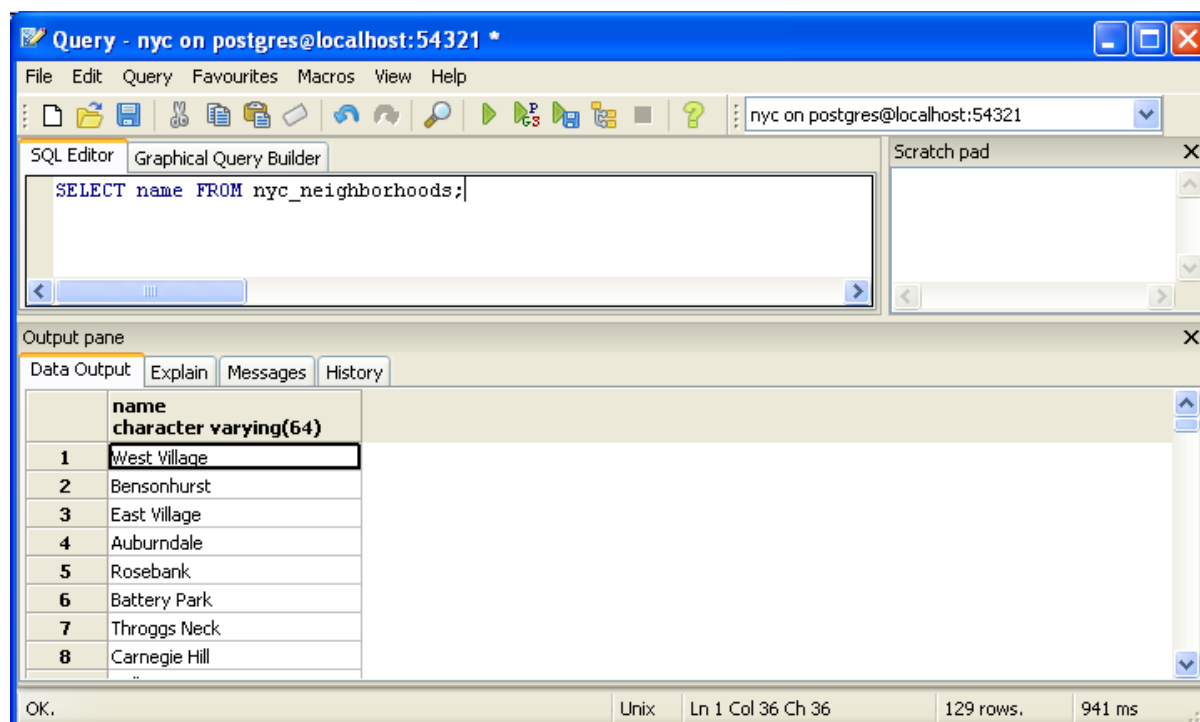 Query - nyc on postgres@localhost:54321 *
File Edit Query Favourites Macros View Help
nyc on postgres@localhost:54321
SQL Editor Graphical Query Builder
Scratch pad
SELECT name FROM nyc_neighborhoods;
Output pane
Data Output Explain Messages History
name
character varying(64)
1 West Village
2 Bensonhurst
3 East Village
4 Auburndale
5 Rosebank
6 Battery Park
7 Throggs Neck
8 Carnegie Hill
OK. Unix Ln 1 Col 36 Ch 36 129 rows. 941 ms